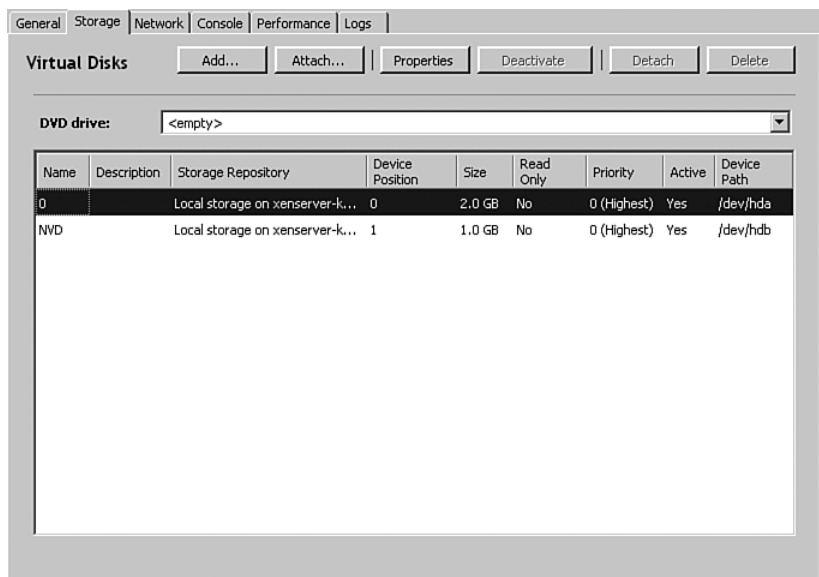 General Storage Network Console Performance Logs
Virtual Disks Add... Attach... Properties Deactivate Detach Delete
DVD drive: <empty>
Name Description Storage Repository Device Position Size Read Only Priority Active Device Path
0 Local storage on xenserver-k... 0 2.0 GB No 0 (Highest) Yes /dev/hda
NVD Local storage on xenserver-k... 1 1.0 GB No 0 (Highest) Yes /dev/hdb